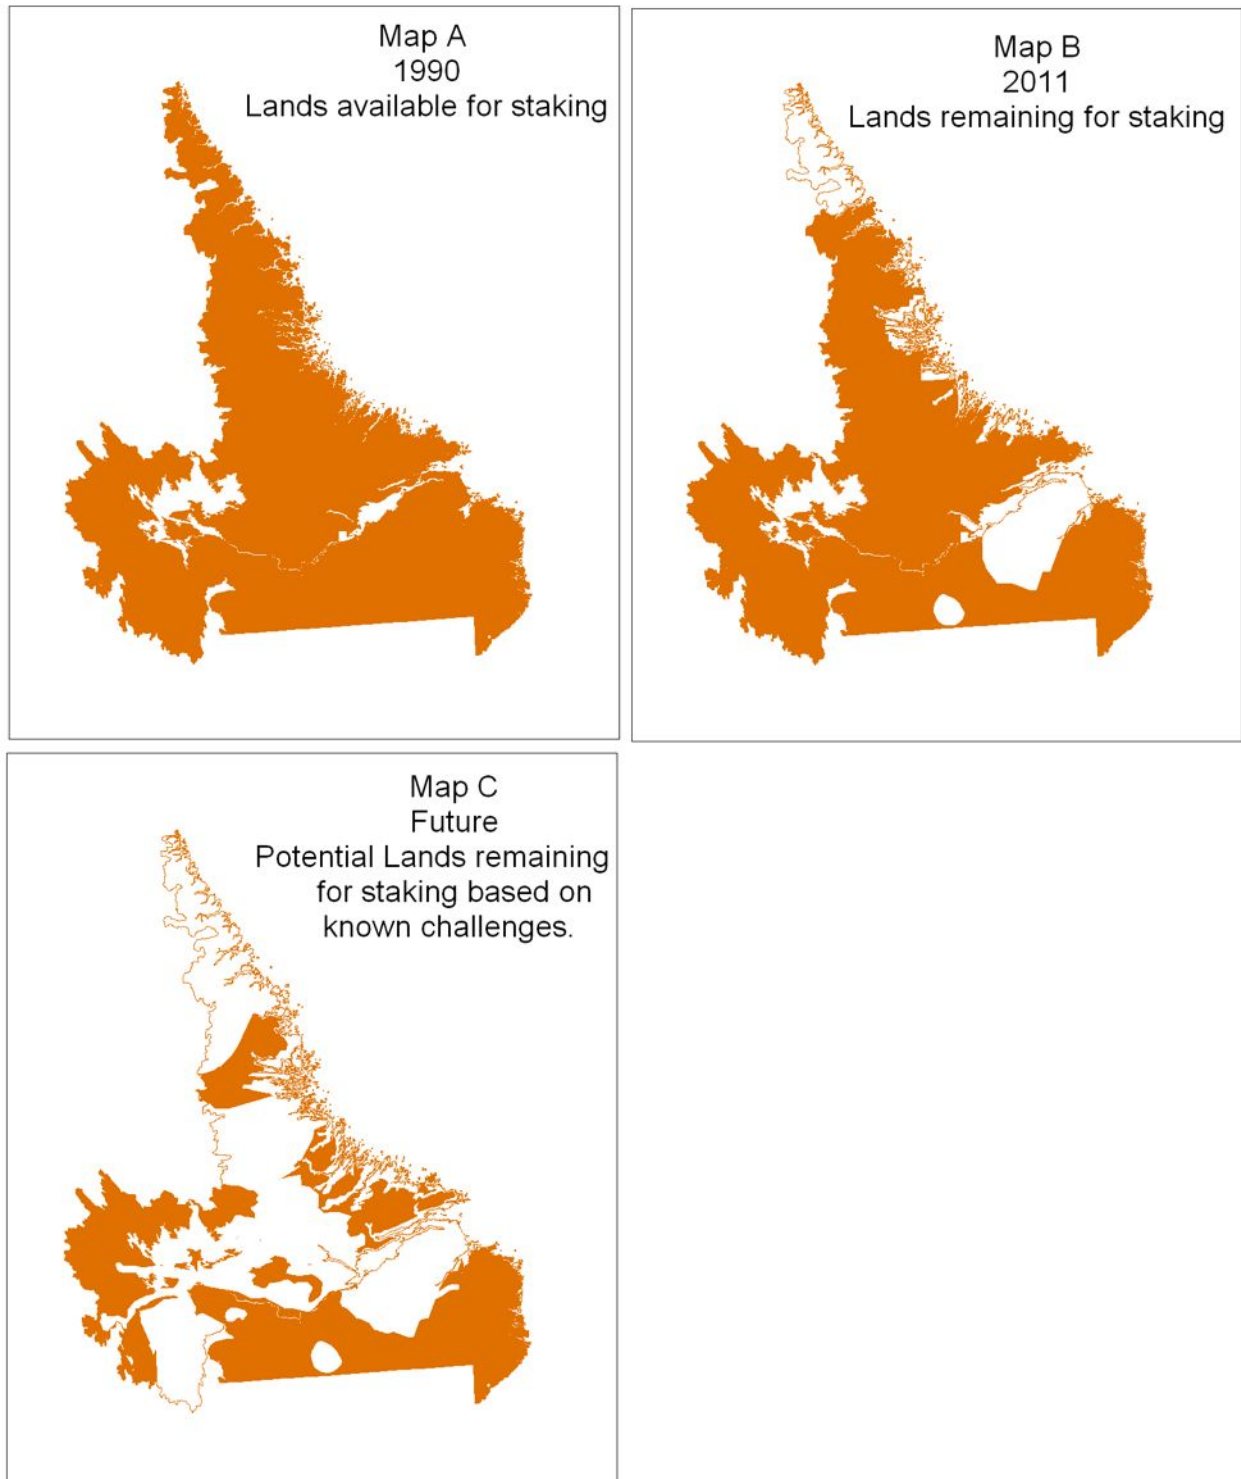 Map A
1990
Lands available for staking
Map B
2011
Lands remaining for staking
Map C
Future
Potential Lands remaining
for staking based on
known challenges.